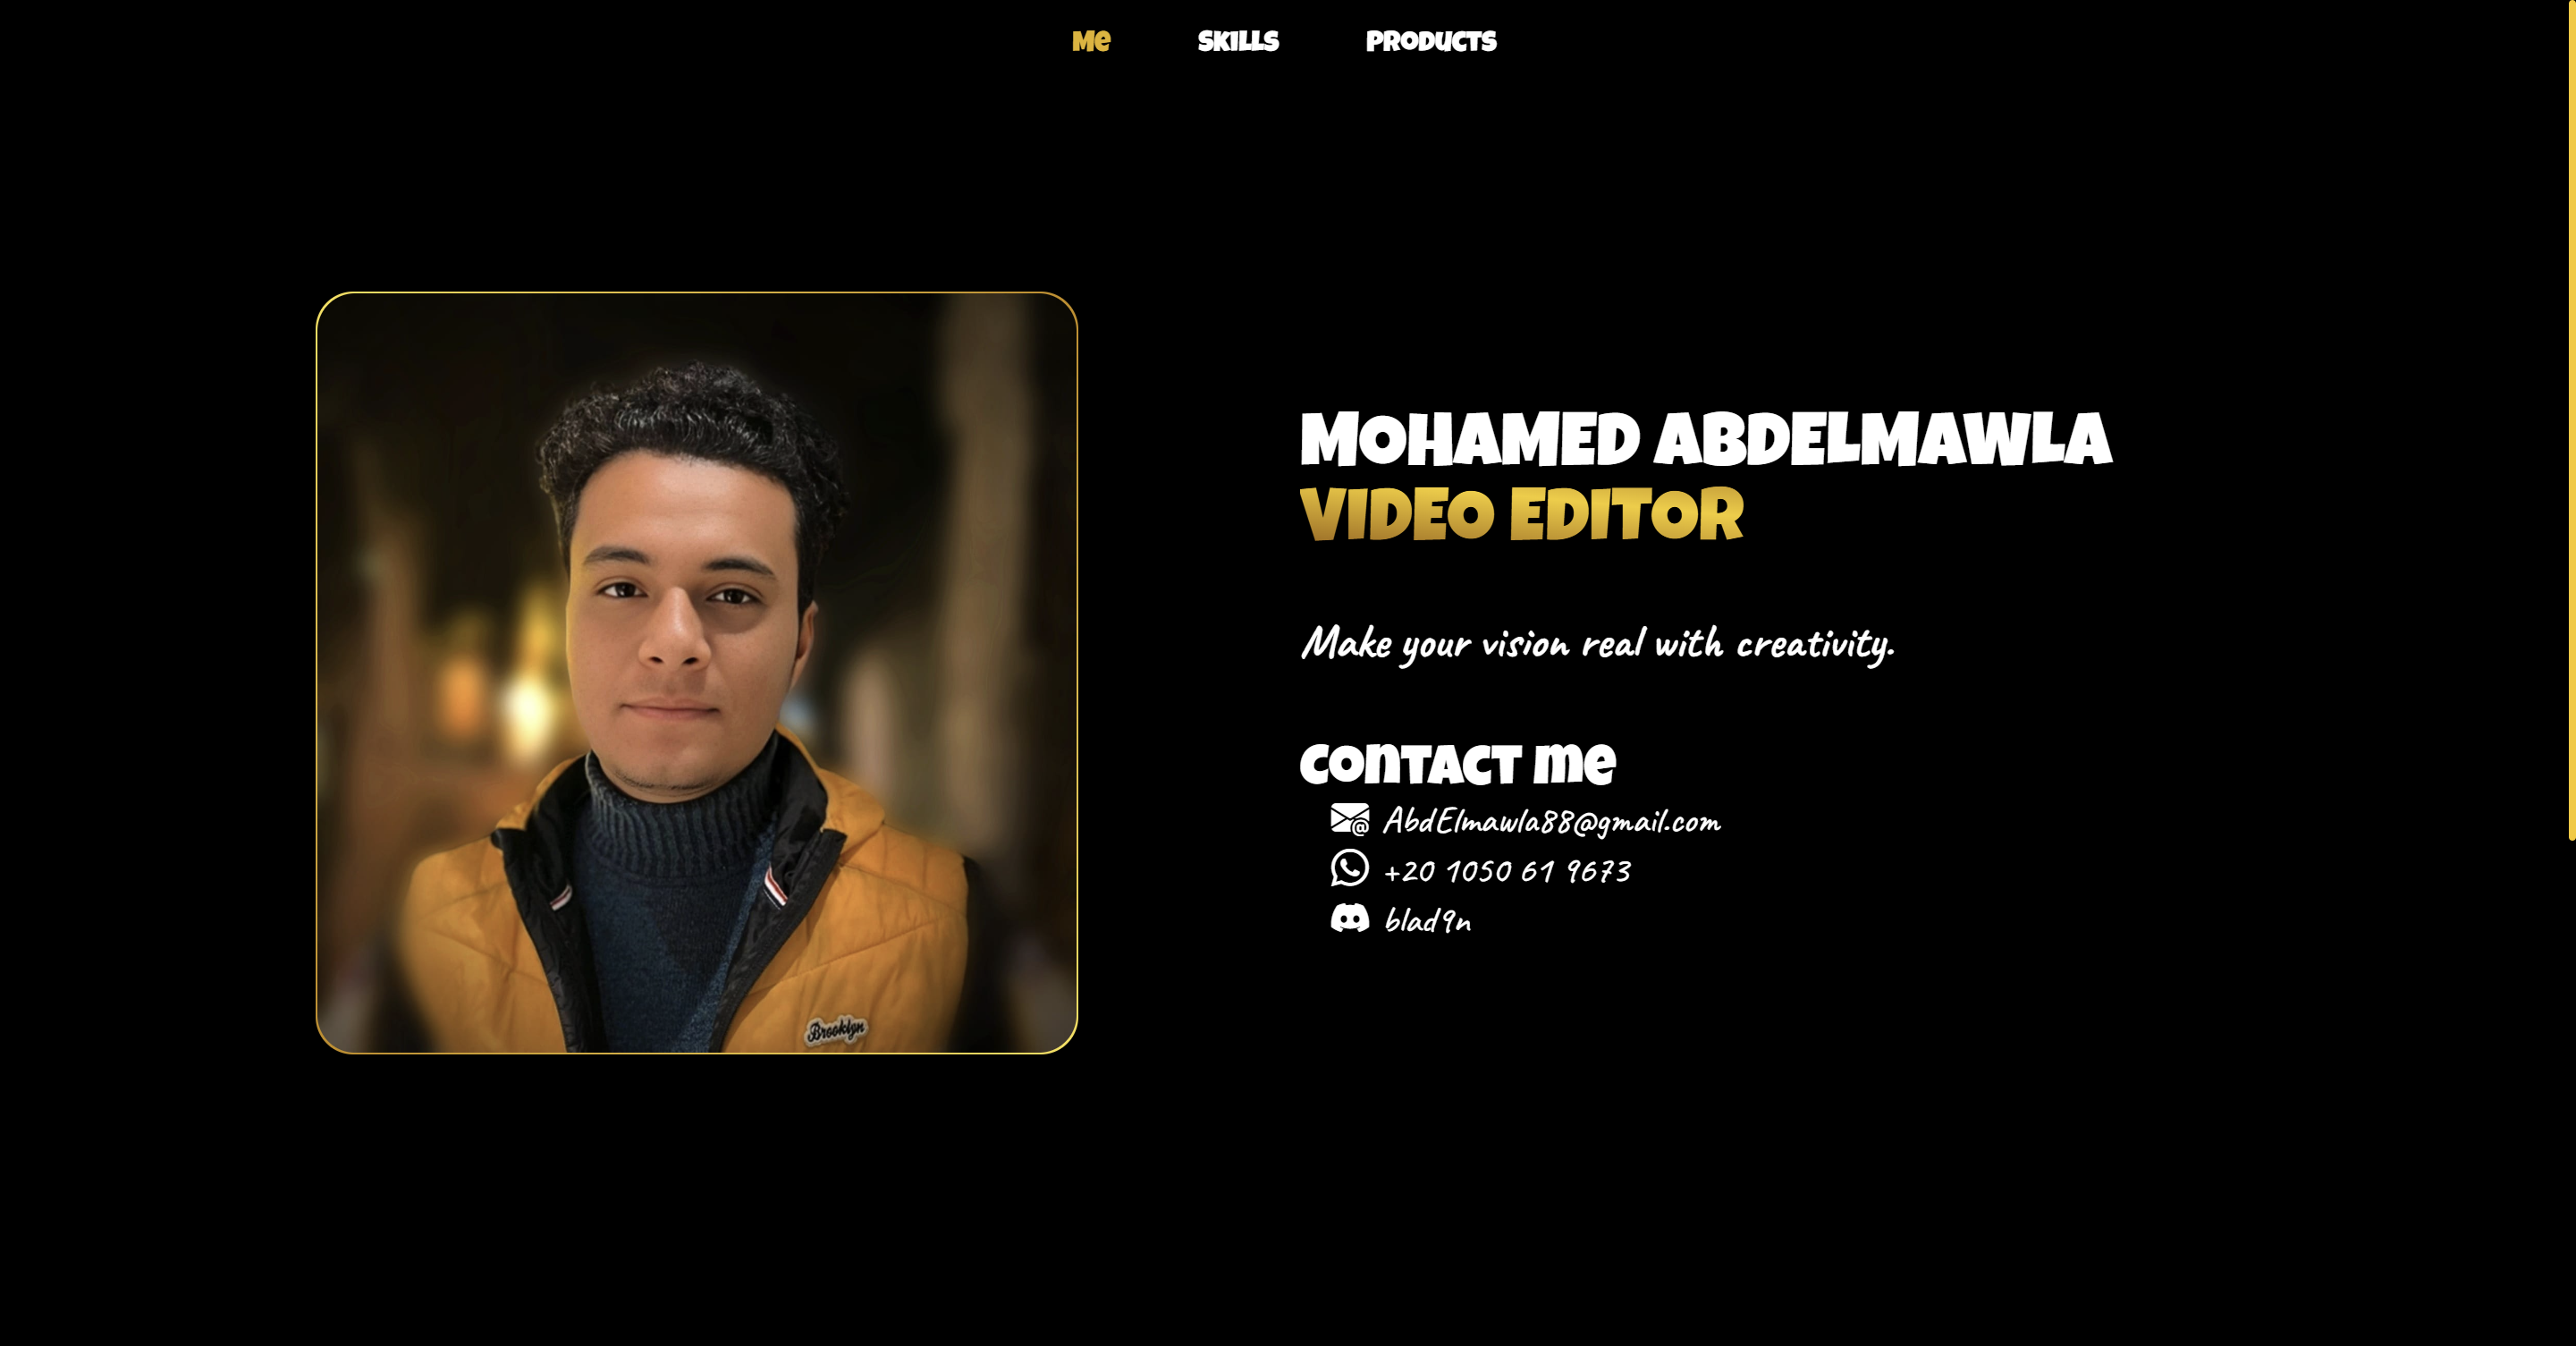 Me SKILLS PRODUCTS
MOHAMED ABDELMAWLA
VIDEO EDITOR
Make your vision real with creativity.
contact me
AbdElmawla88@gmail.com
+20 1050 61 9673
blad9n
Brooklyn